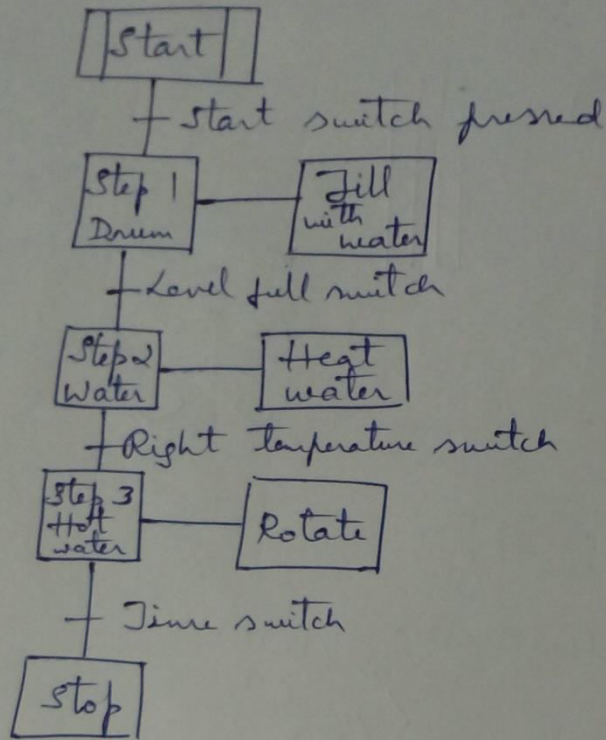 Start
Start switch pressed
Step 1
Drum
Fill
with
water
Level full switch
Step 2
Water
Heat
water
Right temperature switch
Step 3
Hot
water
Rotate
Time switch
Stop